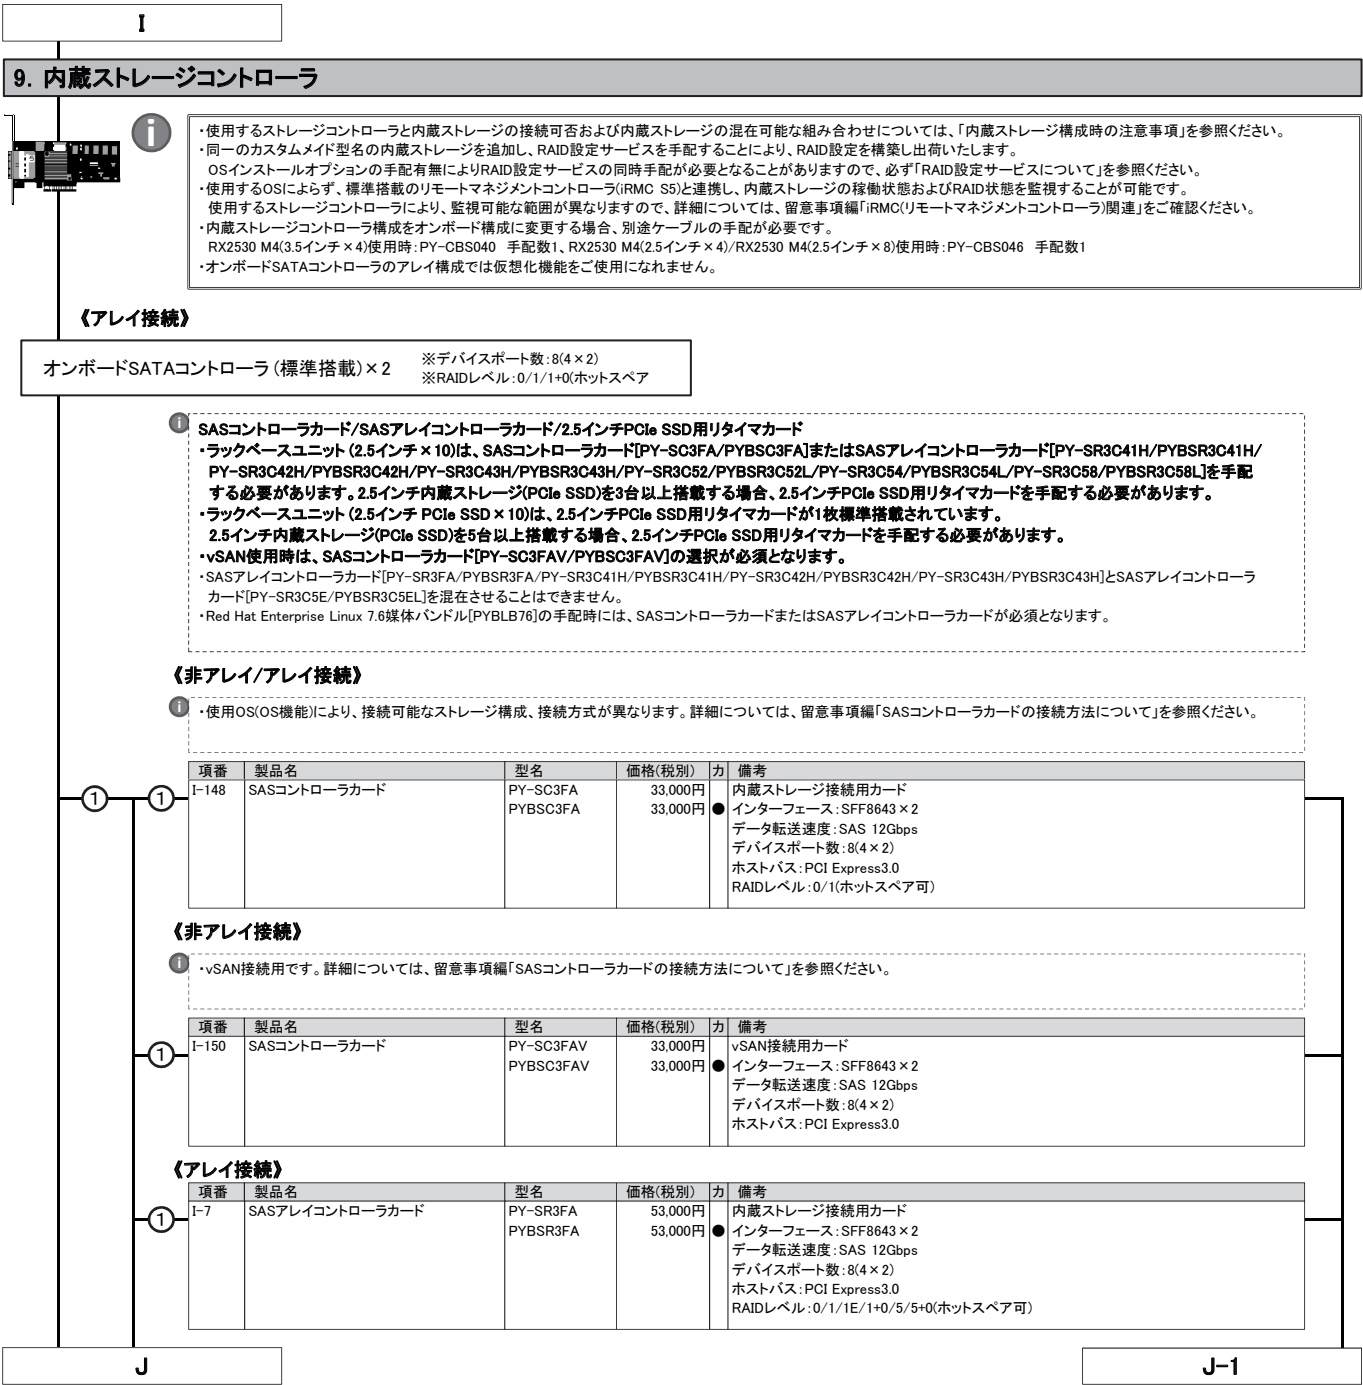 I
9. 内蔵ストレージコントローラ
・使用するストレージコントローラと内蔵ストレージの接続可否および内蔵ストレージの混在可能な組み合わせについては、「内蔵ストレージ構成時の注意事項」を参照ください。
・同一のカスタムメイド型名の内蔵ストレージを追加し、RAID設定サービスを手配することにより、RAID設定を構築し出荷いたします。
OSインストールオプションの手配有無によりRAID設定サービスの同時手配が必要となることがありますので、必ず「RAID設定サービスについて」を参照ください。
・使用するOSによらず、標準搭載のリモートマネジメントコントローラ(iRMC S5)と連携し、内蔵ストレージの稼働状態およびRAID状態を監視することが可能です。
使用するストレージコントローラにより、監視可能な範囲が異なりますので、詳細については、留意事項編「iRMC(リモートマネジメントコントローラ)関連」をご確認ください。
・内蔵ストレージコントローラ構成をオンボード構成に変更する場合、別途ケーブルの手配が必要です。
RX2530 M4(3.5インチ×4)使用時：PY-CBS040 手配数1、RX2530 M4(2.5インチ×4)/RX2530 M4(2.5インチ×8)使用時：PY-CBS046 手配数1
・オンボードSATAコントローラのアレイ構成では仮想化機能をご使用になれません。
《アレイ接続》
オンボードSATAコントローラ（標準搭載）×2 ※デバイスポート数：8(4×2)
※RAIDレベル：0/1/1+0(ホットスペア
SASコントローラカード/SASアレイコントローラカード/2.5インチPCIe SSD用リタイマカード
・ラックベースユニット（2.5インチ×10)は、SASコントローラカード[PY-SC3FA/PYBSC3FA]またはSASアレイコントローラカード[PY-SR3C41H/PYBSR3C41H/
PY-SR3C42H/PYBSR3C42H/PY-SR3C43H/PYBSR3C43H/PY-SR3C52/PYBSR3C52L/PY-SR3C54/PYBSR3C54L/PY-SR3C58/PYBSR3C58L]を手配
する必要があります。2.5インチ内蔵ストレージ(PCIe SSD)を3台以上搭載する場合、2.5インチPCIe SSD用リタイマカードを手配する必要があります。
・ラックベースユニット（2.5インチ PCIe SSD×10)は、2.5インチPCIe SSD用リタイマカードが1枚標準搭載されています。
2.5インチ内蔵ストレージ(PCIe SSD)を5台以上搭載する場合、2.5インチPCIe SSD用リタイマカードを手配する必要があります。
・vSAN使用時は、SASコントローラカード[PY-SC3FAV/PYBSC3FAV]の選択が必須となります。
・SASアレイコントローラカード[PY-SR3FA/PYBSR3FA/PY-SR3C41H/PYBSR3C41H/PY-SR3C42H/PYBSR3C42H/PY-SR3C43H/PYBSR3C43H]とSASアレイコントローラ
カード[PY-SR3C5E/PYBSR3C5EL]を混在させることはできません。
・Red Hat Enterprise Linux 7.6媒体バンドル[PYBLB76]の手配時には、SASコントローラカードまたはSASアレイコントローラカードが必須となります。
《非アレイ/アレイ接続》
・使用OS(OS機能)により、接続可能なストレージ構成、接続方式が異なります。詳細については、留意事項編「SASコントローラカードの接続方法について」を参照ください。
項番 製品名 型名 価格(税別) カ 備考
1 1 I-148 SASコントローラカード PY-SC3FA 33,000円 内蔵ストレージ接続用カード
PYBSC3FA 33,000円 ● インターフェース：SFF8643×2
データ転送速度：SAS 12Gbps
デバイスポート数：8(4×2)
ホストバス：PCI Express3.0
RAIDレベル：0/1(ホットスペア可)
《非アレイ接続》
・vSAN接続用です。詳細については、留意事項編「SASコントローラカードの接続方法について」を参照ください。
項番 製品名 型名 価格(税別) カ 備考
1 I-150 SASコントローラカード PY-SC3FAV 33,000円 vSAN接続用カード
PYBSC3FAV 33,000円 ● インターフェース：SFF8643×2
データ転送速度：SAS 12Gbps
デバイスポート数：8(4×2)
ホストバス：PCI Express3.0
《アレイ接続》
項番 製品名 型名 価格(税別) カ 備考
1 I-7 SASアレイコントローラカード PY-SR3FA 53,000円 内蔵ストレージ接続用カード
PYBSR3FA 53,000円 ● インターフェース：SFF8643×2
データ転送速度：SAS 12Gbps
デバイスポート数：8(4×2)
ホストバス：PCI Express3.0
RAIDレベル：0/1/1E/1+0/5/5+0(ホットスペア可)
J J-1